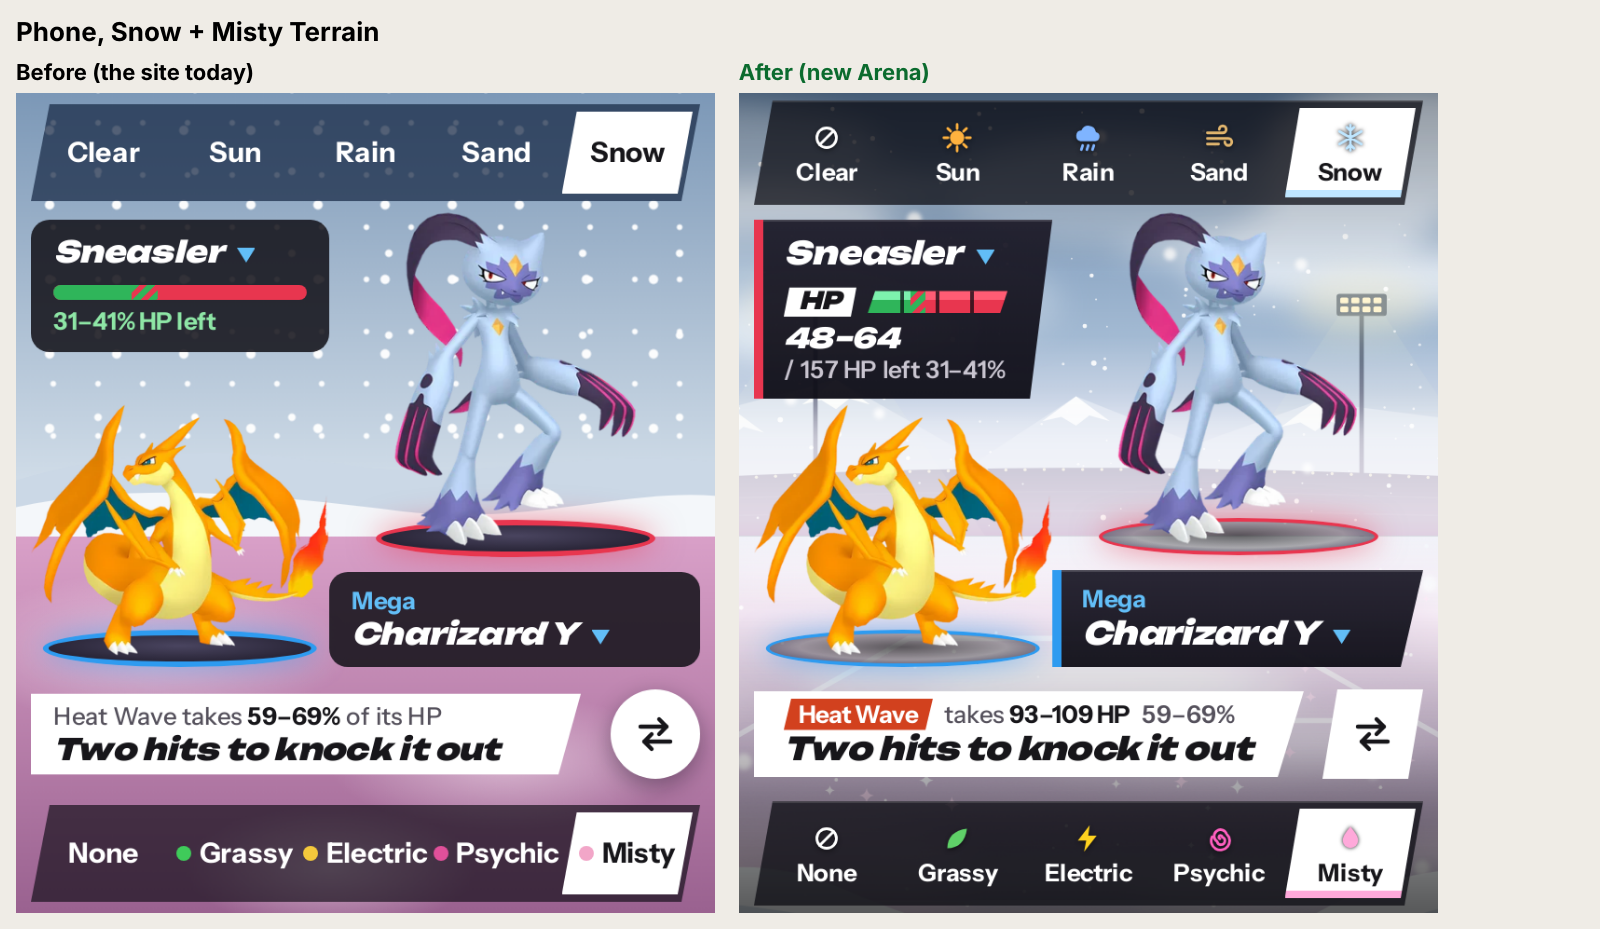 Phone, Snow + Misty Terrain
Before (the site today)
Clear Sun Rain Sand Snow
Sneasler
31–41% HP left
Mega
Charizard Y
Heat Wave takes 59–69% of its HP
Two hits to knock it out
None Grassy Electric Psychic Misty
After (new Arena)
Clear Sun Rain Sand Snow
Sneasler
HP
48–64
/ 157 HP left 31–41%
Mega
Charizard Y
Heat Wave takes 93–109 HP 59–69%
Two hits to knock it out
None Grassy Electric Psychic Misty